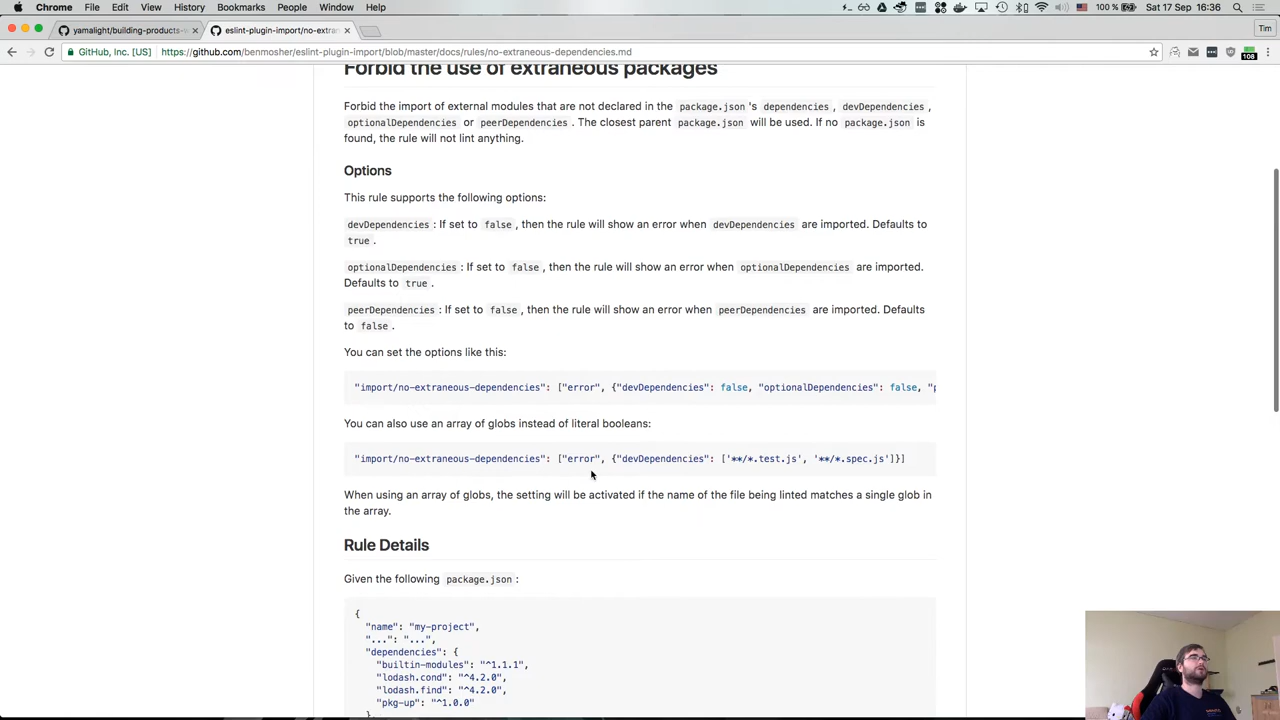 Chrome File Edit View History Bookmarks People Window Help 100 % Sat 17 Sep 16:36
yamalight/building-products- eslint-plugin-import/no-extra Tim
GitHub, Inc. [US] https://github.com/benmosher/eslint-plugin-import/blob/master/docs/rules/no-extraneous-dependencies.md 108
Forbid the use of extraneous packages
Forbid the import of external modules that are not declared in the package.json 's dependencies , devDependencies ,
optionalDependencies or peerDependencies . The closest parent package.json will be used. If no package.json is
found, the rule will not lint anything.
Options
This rule supports the following options:
devDependencies : If set to false , then the rule will show an error when devDependencies are imported. Defaults to
true .
optionalDependencies : If set to false , then the rule will show an error when optionalDependencies are imported.
Defaults to true .
peerDependencies : If set to false , then the rule will show an error when peerDependencies are imported. Defaults
to false .
You can set the options like this:
"import/no-extraneous-dependencies": ["error", {"devDependencies": false, "optionalDependencies": false, "p
You can also use an array of globs instead of literal booleans:
"import/no-extraneous-dependencies": ["error", {"devDependencies": ['**/*.test.js', '**/*.spec.js']}]
When using an array of globs, the setting will be activated if the name of the file being linted matches a single glob in
the array.
Rule Details
Given the following package.json :
{
"name": "my-project",
"...": "...",
"dependencies": {
"builtin-modules": "^1.1.1",
"lodash.cond": "^4.2.0",
"lodash.find": "^4.2.0",
"pkg-up": "^1.0.0"
},